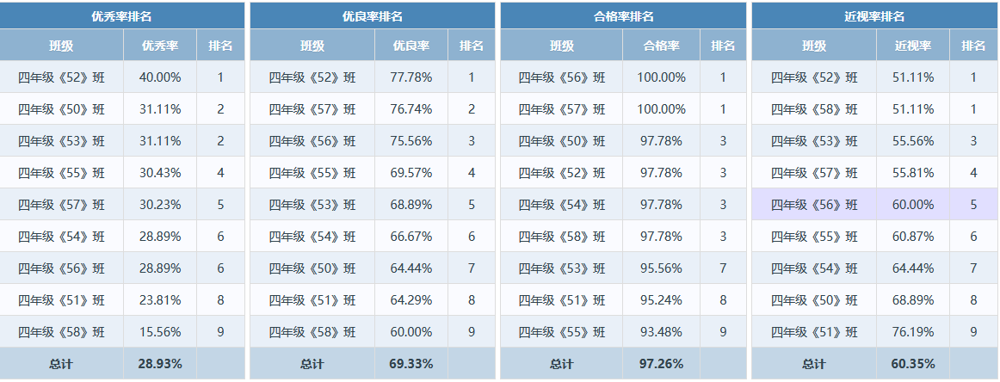 优秀率排名 优良率排名 合格率排名 近视率排名
班级 优秀率 排名 班级 优良率 排名 班级 合格率 排名 班级 近视率 排名
四年级《52》班 40.00% 1 四年级《52》班 77.78% 1 四年级《56》班 100.00% 1 四年级《52》班 51.11% 1
四年级《50》班 31.11% 2 四年级《57》班 76.74% 2 四年级《57》班 100.00% 1 四年级《58》班 51.11% 1
四年级《53》班 31.11% 2 四年级《56》班 75.56% 3 四年级《50》班 97.78% 3 四年级《53》班 55.56% 3
四年级《55》班 30.43% 4 四年级《55》班 69.57% 4 四年级《52》班 97.78% 3 四年级《57》班 55.81% 4
四年级《57》班 30.23% 5 四年级《53》班 68.89% 5 四年级《54》班 97.78% 3 四年级《56》班 60.00% 5
四年级《54》班 28.89% 6 四年级《54》班 66.67% 6 四年级《58》班 97.78% 3 四年级《55》班 60.87% 6
四年级《56》班 28.89% 6 四年级《50》班 64.44% 7 四年级《53》班 95.56% 7 四年级《54》班 64.44% 7
四年级《51》班 23.81% 8 四年级《51》班 64.29% 8 四年级《51》班 95.24% 8 四年级《50》班 68.89% 8
四年级《58》班 15.56% 9 四年级《58》班 60.00% 9 四年级《55》班 93.48% 9 四年级《51》班 76.19% 9
总计 28.93% 总计 69.33% 总计 97.26% 总计 60.35%